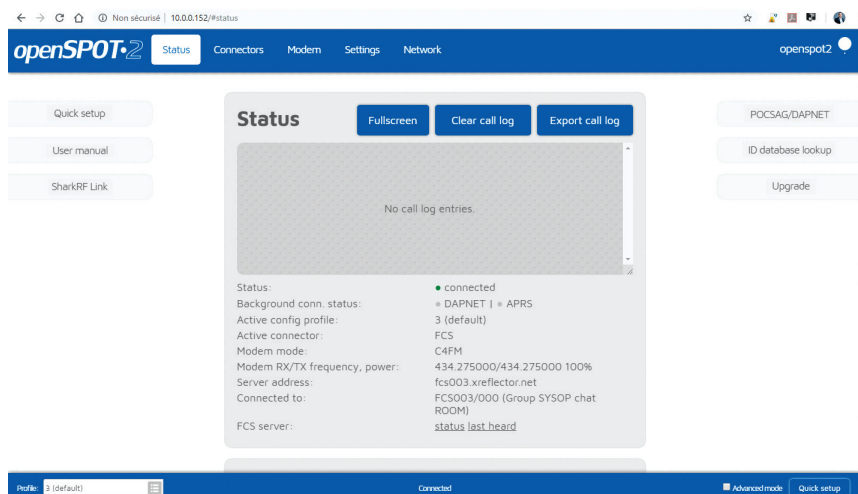 Non sécurisé | 10.0.0.152/#status
openSPOT•2 Status Connectors Modem Settings Network openspot2
Quick setup
User manual
SharkRF Link
Status Fullscreen Clear call log Export call log
No call log entries.
Status: connected
Background conn. status: DAPNET | APRS
Active config profile: 3 (default)
Active connector: FCS
Modem mode: C4FM
Modem RX/TX frequency, power: 434.275000/434.275000 100%
Server address: fcs003.xreflector.net
Connected to: FCS003/000 (Group SYSOP chat
ROOM)
FCS server: status last heard
POCSAG/DAPNET
ID database lookup
Upgrade
Profile: 3 (default) Connected Advanced mode Quick setup